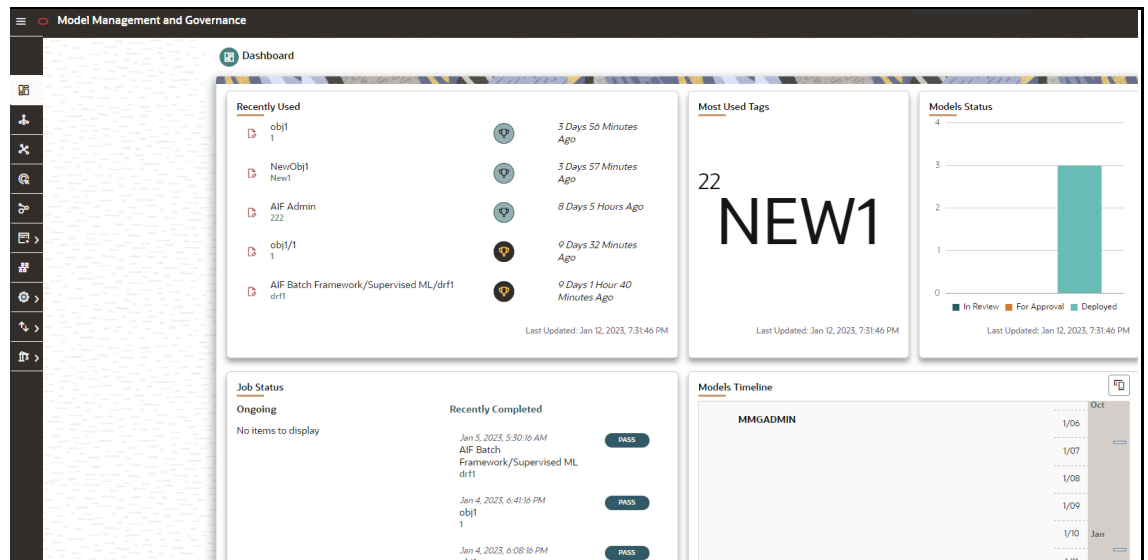 Model Management and Governance
Dashboard
Recently Used
obj1
1
3 Days 56 Minutes
Ago
NewObj1
New1
3 Days 57 Minutes
Ago
AIF Admin
222
8 Days 5 Hours Ago
obj1/1
1
9 Days 32 Minutes
Ago
AIF Batch Framework/Supervised ML/drf1
drf1
9 Days 1 Hour 40
Minutes Ago
Last Updated: Jan 12, 2023, 7:31:46 PM
Most Used Tags
22
NEW1
Last Updated: Jan 12, 2023, 7:31:46 PM
Models Status
4
3
2
1
0
In Review For Approval Deployed
Last Updated: Jan 12, 2023, 7:31:46 PM
Job Status
Ongoing
No items to display
Recently Completed
Jan 5, 2023, 5:30:16 AM
AIF Batch
Framework/Supervised ML
drf1
PASS
Jan 4, 2023, 6:41:16 PM
obj1
1
PASS
Jan 4, 2023, 6:08:16 PM
PASS
Models Timeline
MMGADMIN
Oct
1/06
1/07
1/08
1/09
1/10
Jan